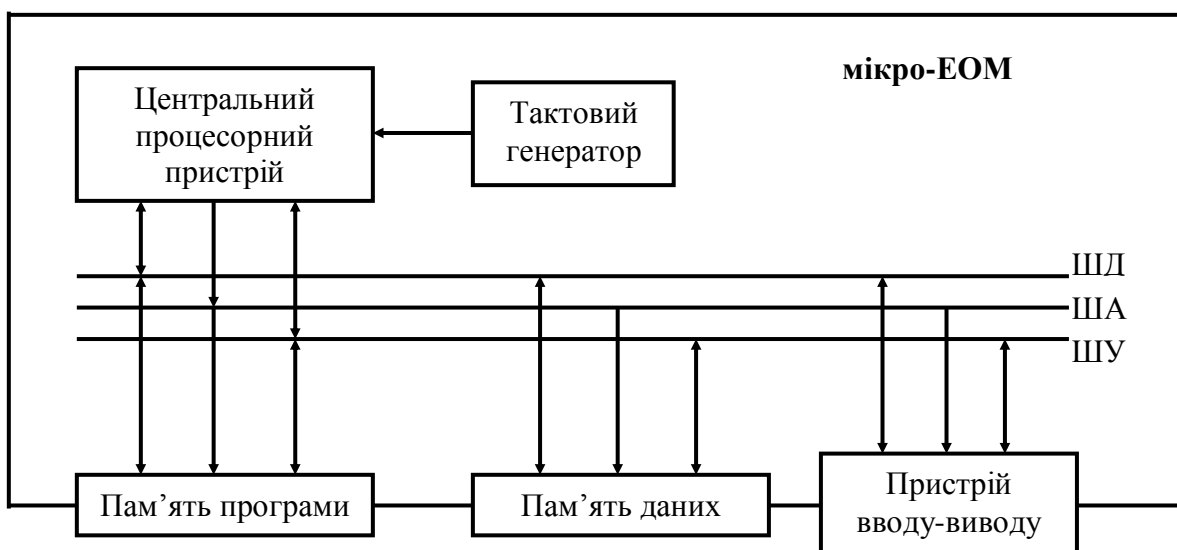 мікро-ЕОМ
Центральний
процесорний
пристрій
Тактовий
генератор
ШД
ША
ШУ
Пам’ять програми
Пам’ять даних
Пристрій
вводу-виводу